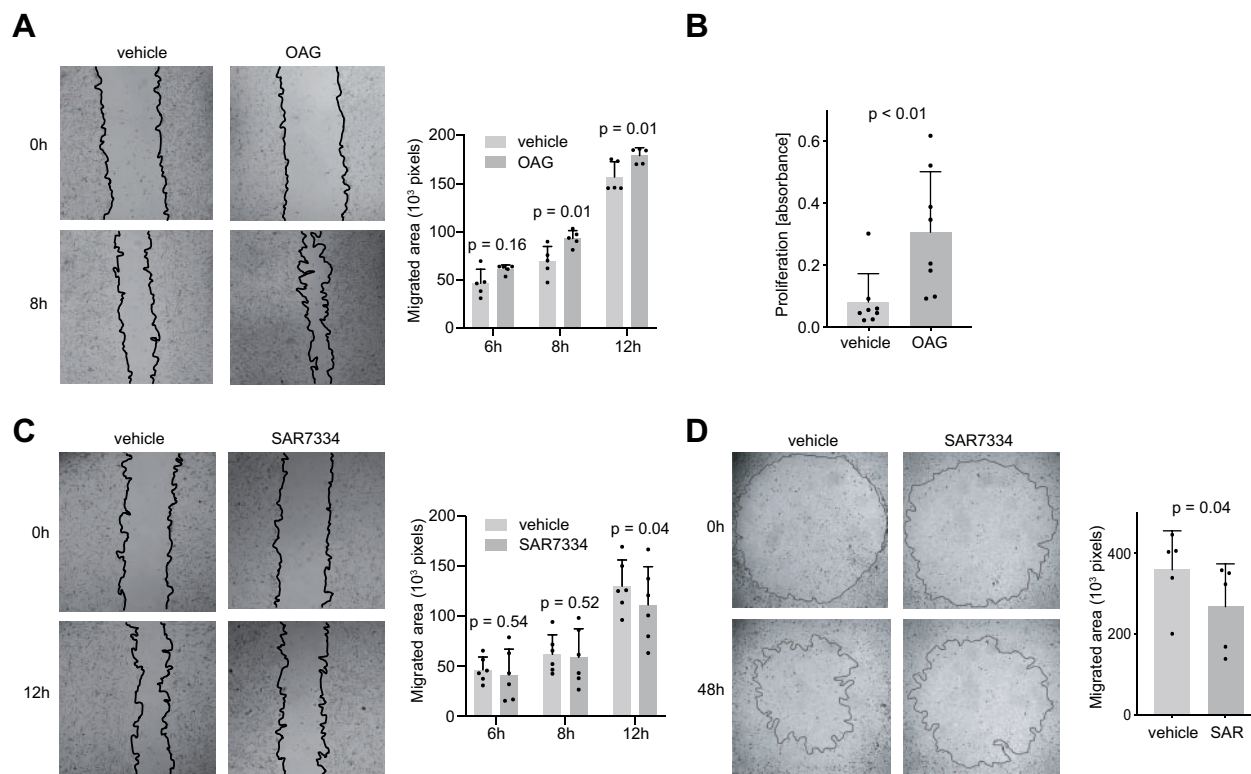 A
vehicle
OAG
0h
8h
Migrated area (10³ pixels)
200
150
100
50
0
vehicle
OAG
p = 0.16
p = 0.01
p = 0.01
6h
8h
12h
B
Proliferation [absorbance]
0.6
0.4
0.2
0.0
p < 0.01
vehicle
OAG
C
vehicle
SAR7334
0h
12h
Migrated area (10³ pixels)
200
150
100
50
0
vehicle
SAR7334
p = 0.54
p = 0.52
p = 0.04
6h
8h
12h
D
vehicle
SAR7334
0h
48h
Migrated area (10³ pixels)
400
200
0
p = 0.04
vehicle
SAR